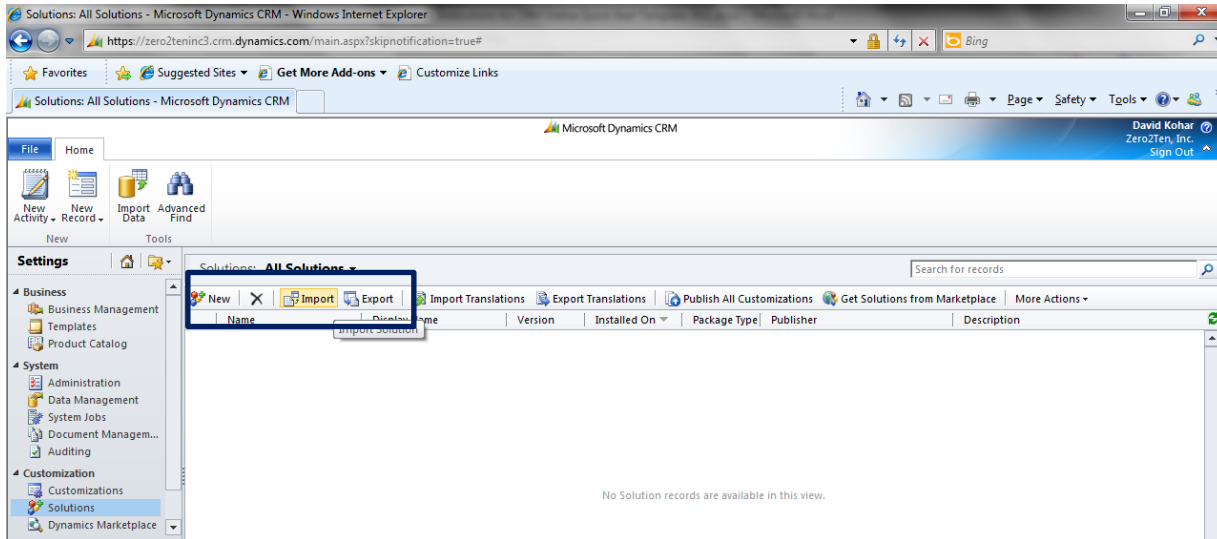 Solutions: All Solutions - Microsoft Dynamics CRM - Windows Internet Explorer
https://zero2teninc3.crm.dynamics.com/main.aspx?skipnotification=true#
Bing
Favorites Suggested Sites Get More Add-ons Customize Links
Solutions: All Solutions - Microsoft Dynamics CRM
Page Safety Tools
Microsoft Dynamics CRM
David Kohar
Zero2Ten, Inc.
Sign Out
File Home
New Activity
New Record
Import Data
Advanced Find
New Tools
Settings
Solutions: All Solutions
Search for records
New Import Export Import Translations Export Translations Publish All Customizations Get Solutions from Marketplace More Actions
Name Display Name Version Installed On Package Type Publisher Description
Import Solution
Business
Business Management
Templates
Product Catalog
System
Administration
Data Management
System Jobs
Document Managem...
Auditing
Customization
Customizations
Solutions
Dynamics Marketplace
No Solution records are available in this view.